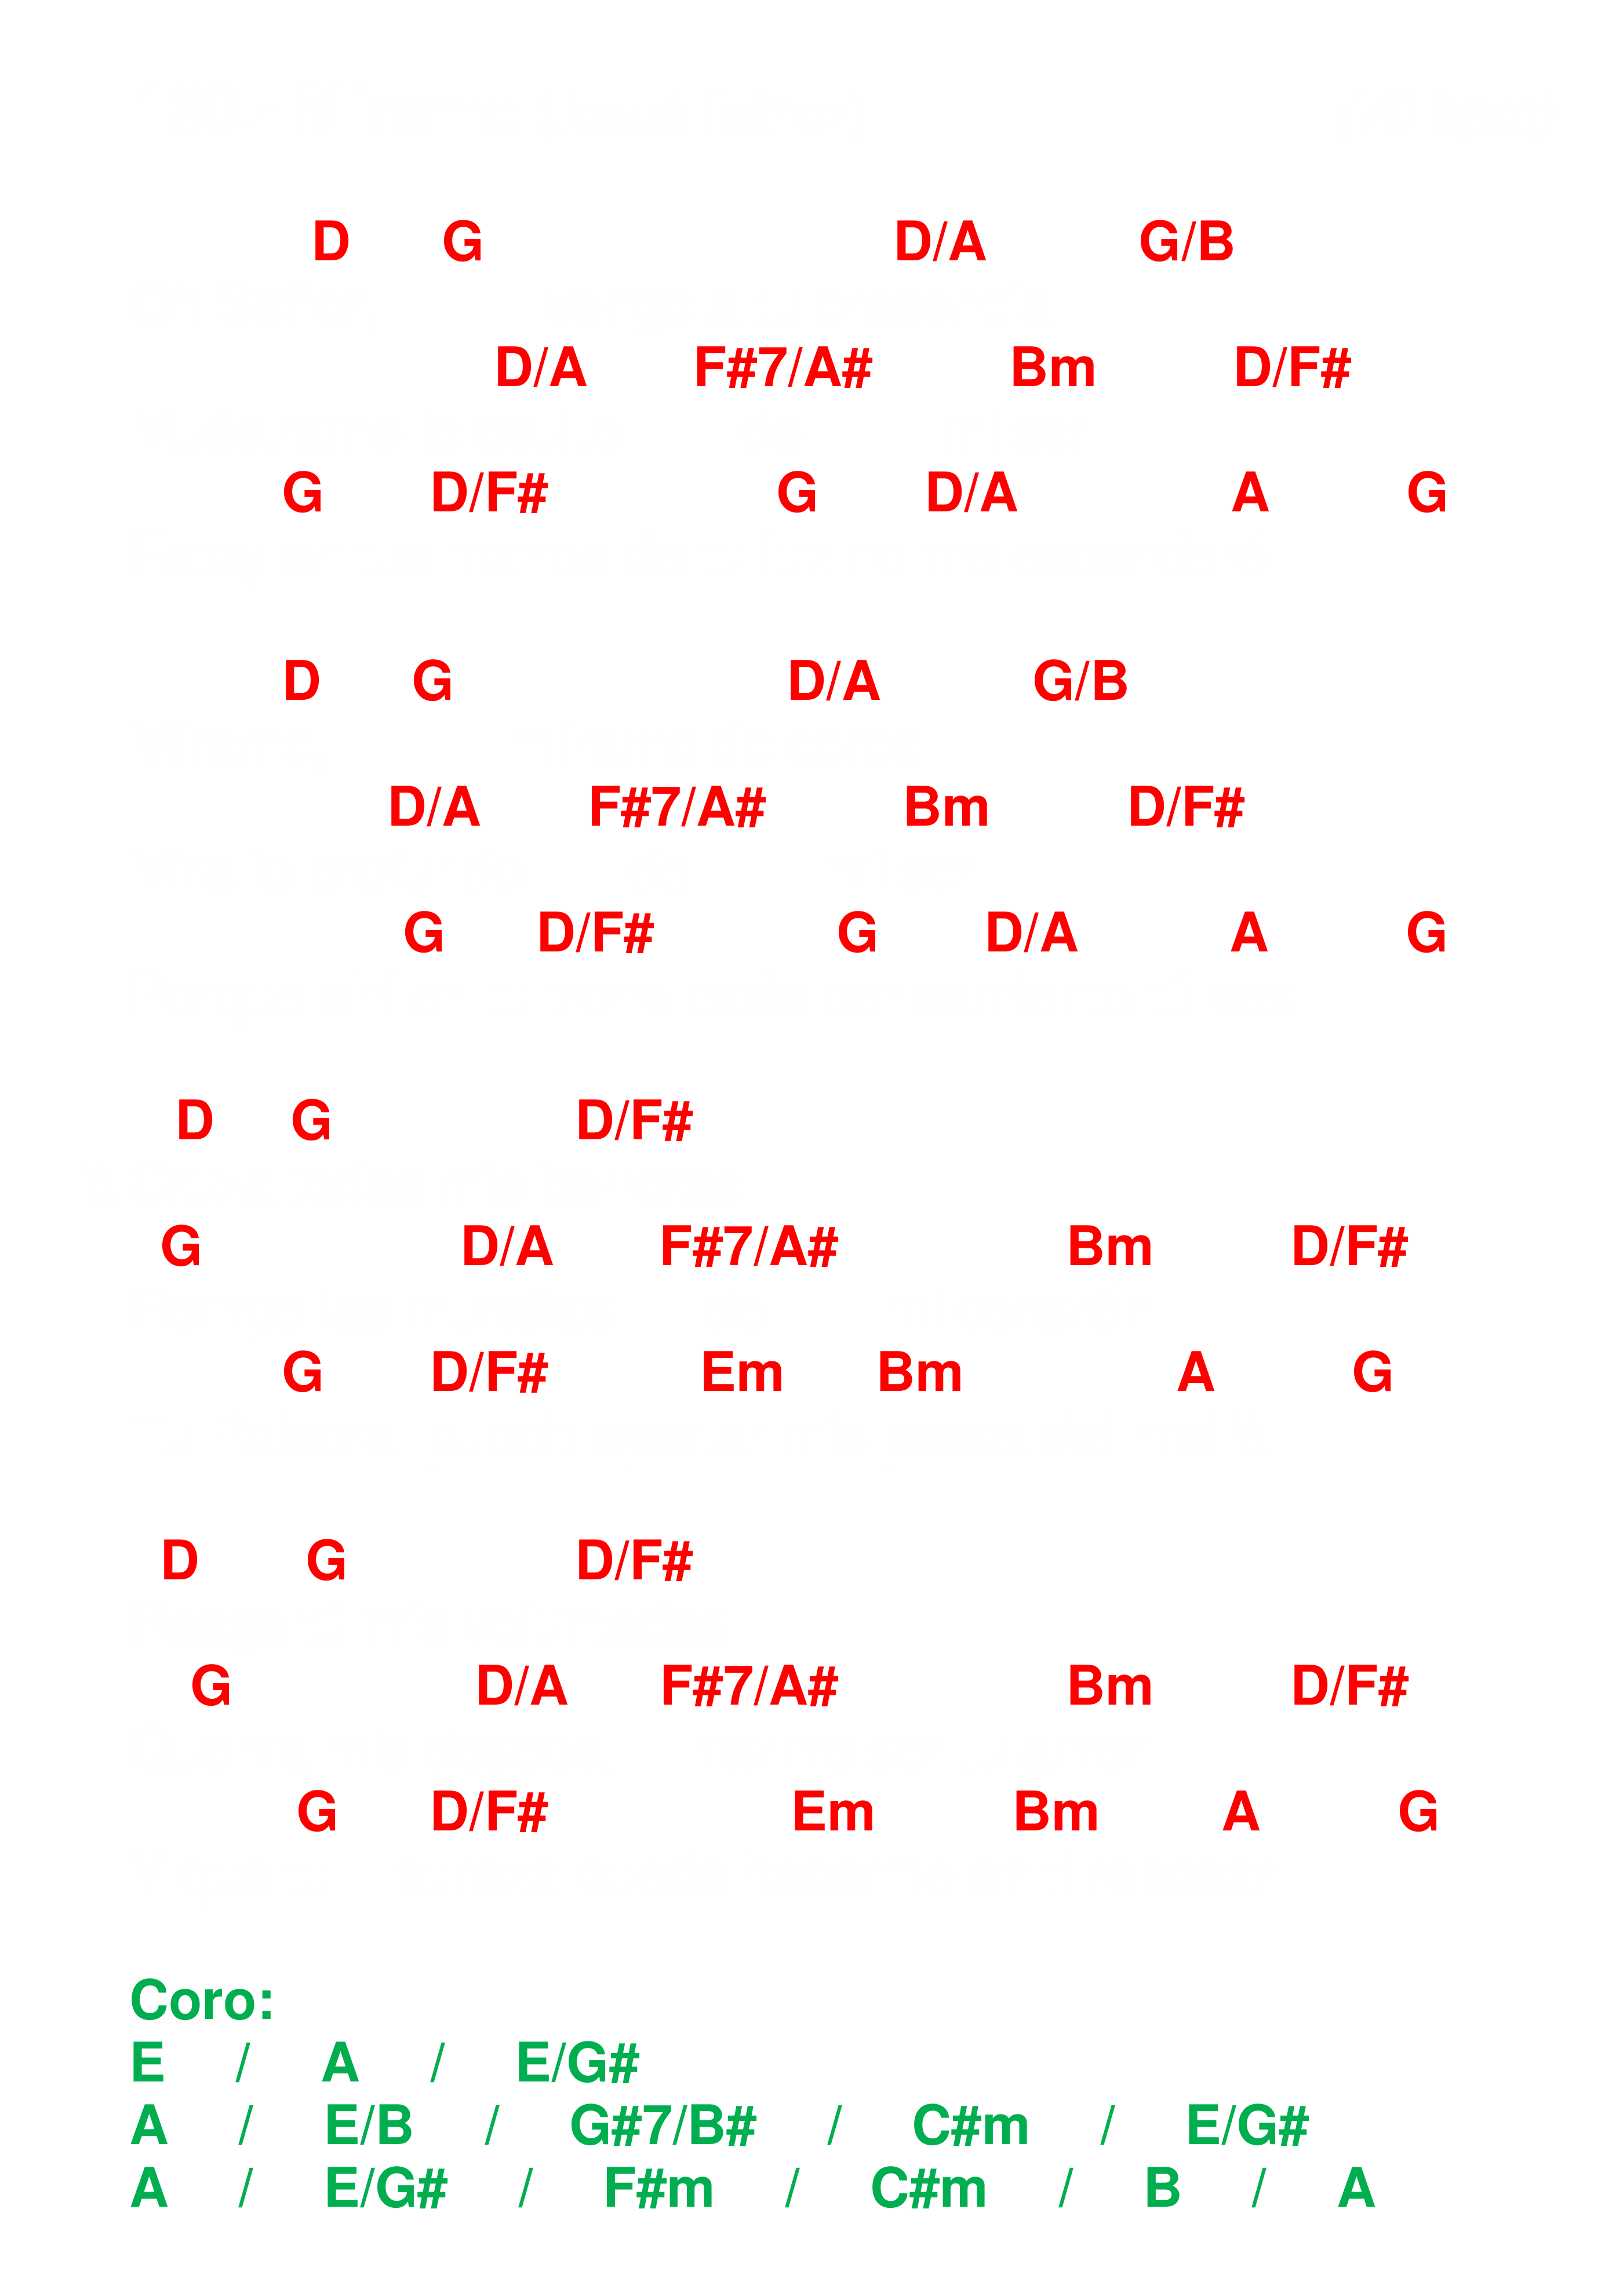 D G D/A G/B
D/A F#7/A# Bm D/F#
G D/F# G D/A A G
D G D/A G/B
D/A F#7/A# Bm D/F#
G D/F# G D/A A G
D G D/F#
G D/A F#7/A# Bm D/F#
G D/F# Em Bm A G
D G D/F#
G D/A F#7/A# Bm D/F#
G D/F# Em Bm A G
Coro:
E / A / E/G#
A / E/B / G#7/B# / C#m / E/G#
A / E/G# / F#m / C#m / B / A